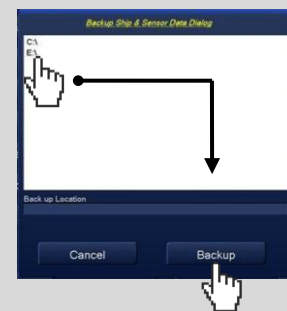 Backup Ship & Sensor Data Dialog
C:\
E:\
Back up Location
Cancel
Backup